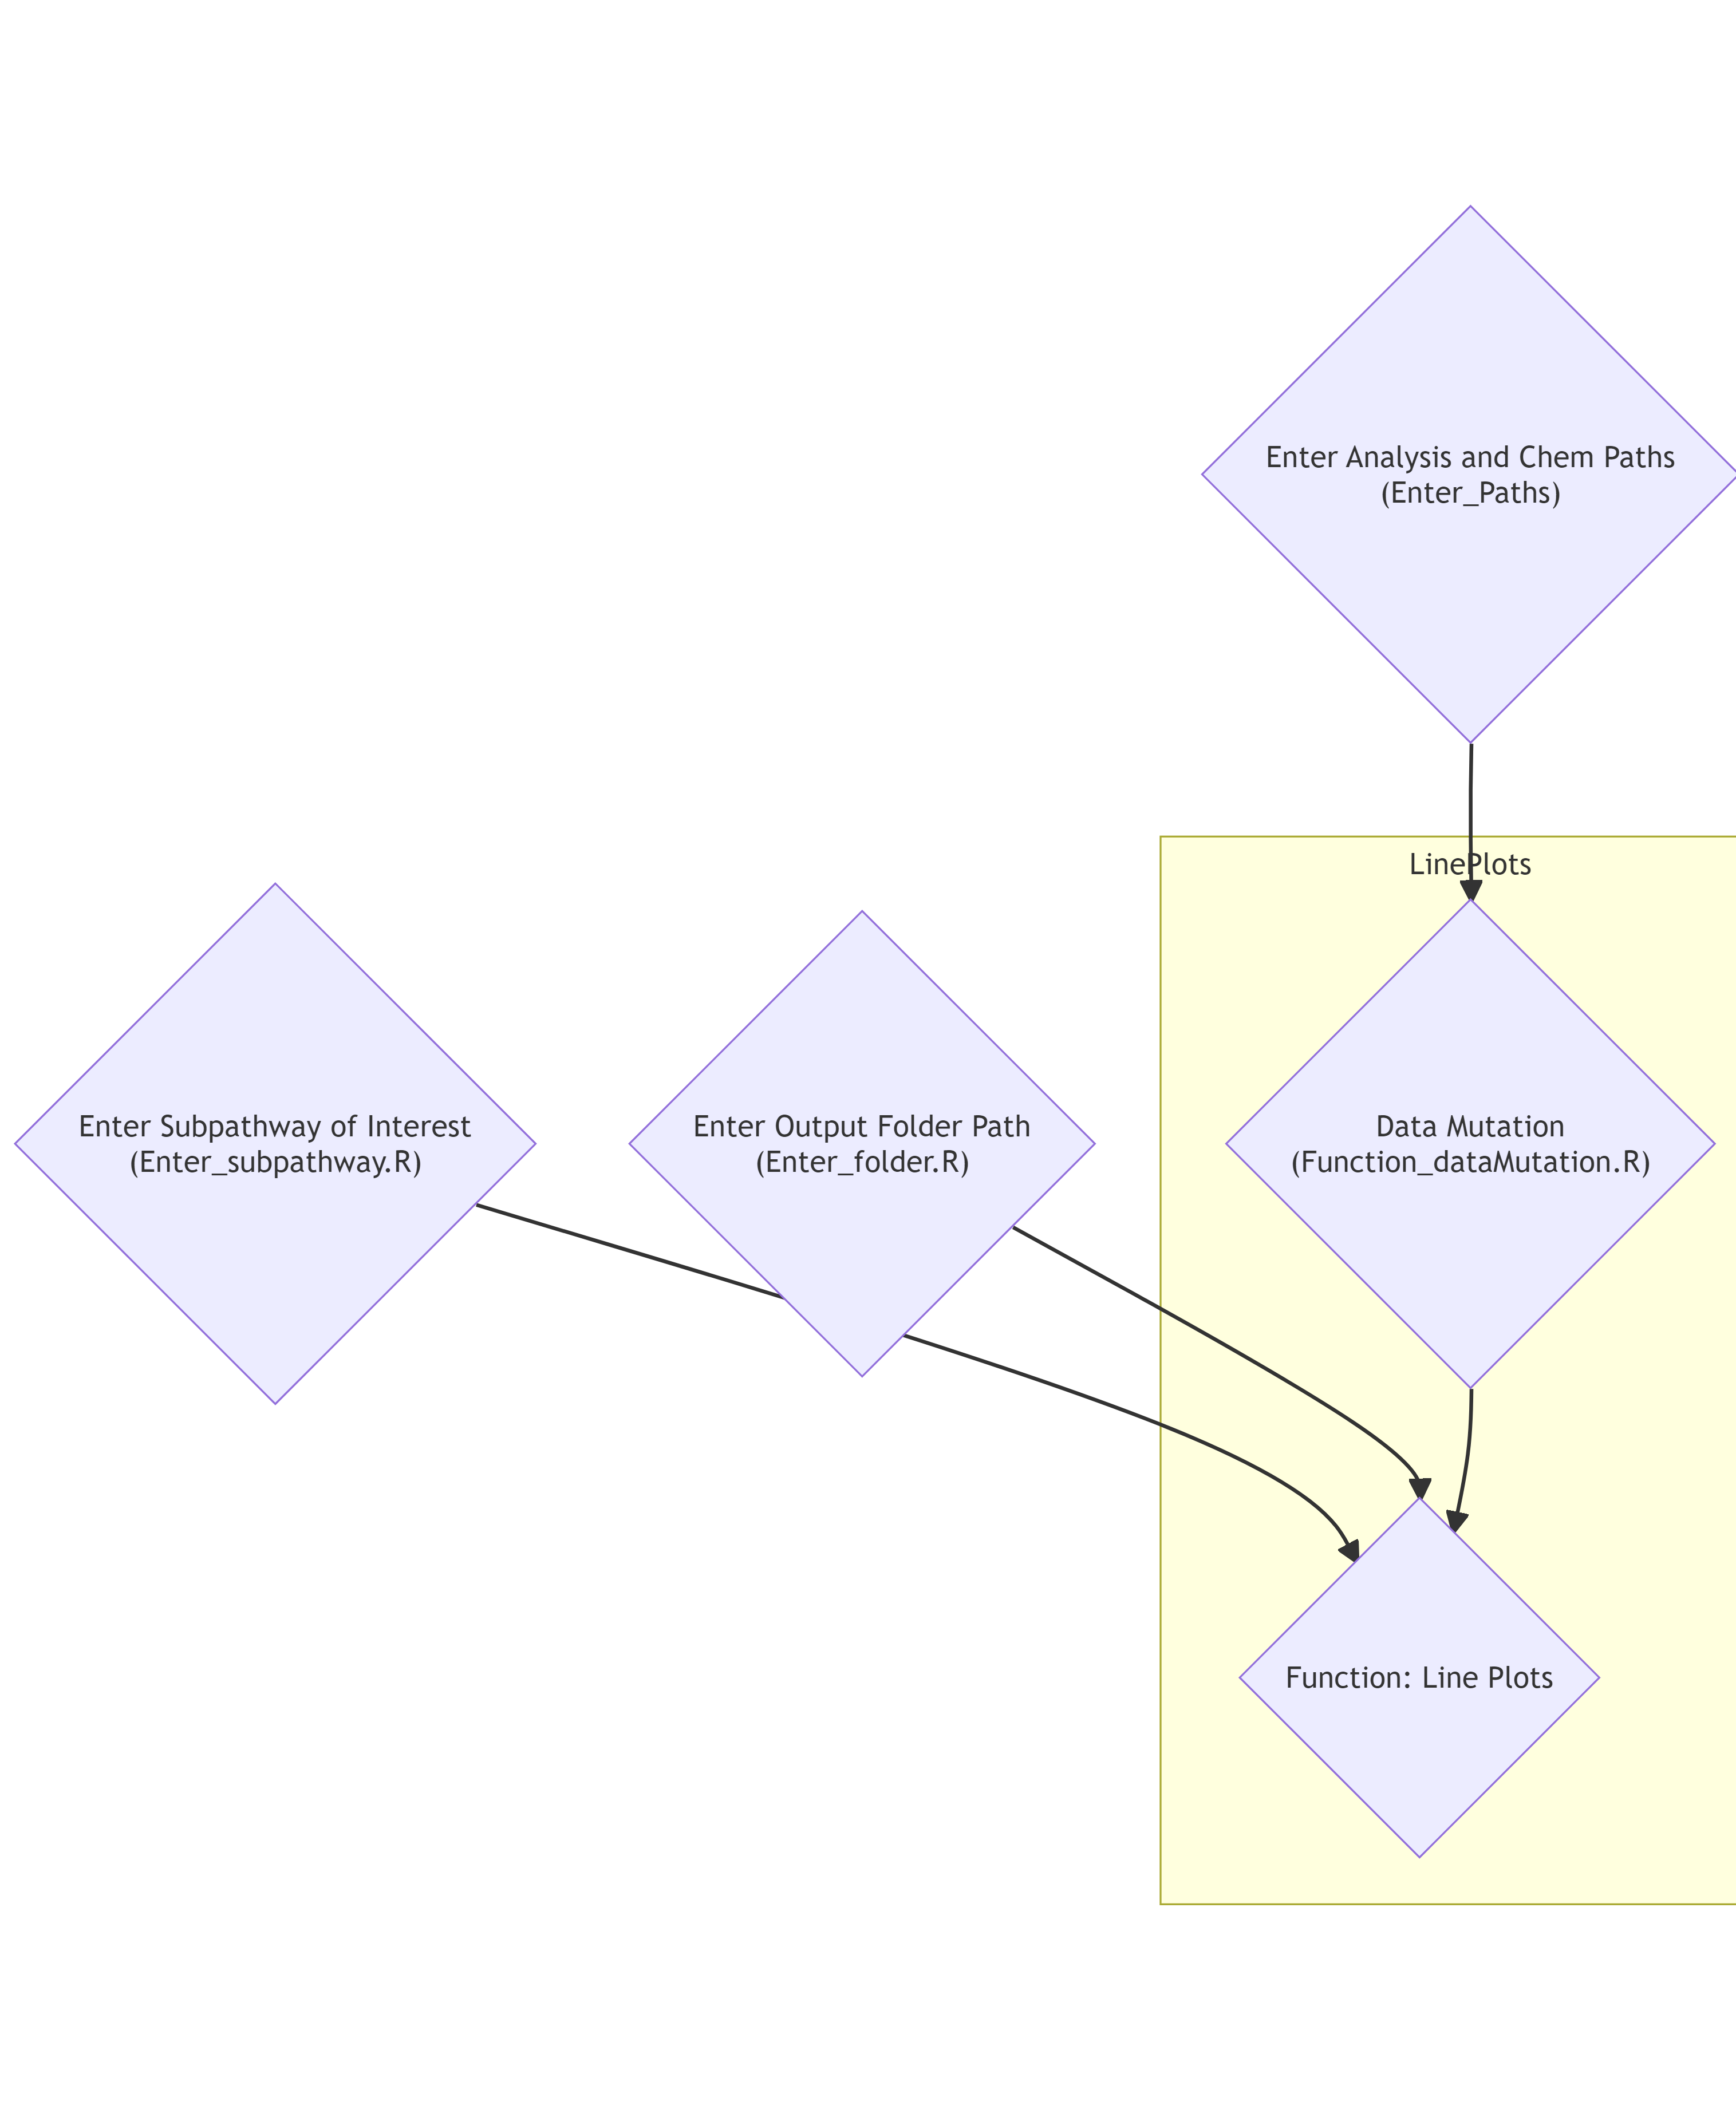 Enter Analysis and Chem Paths
(Enter_Paths)
LinePlots
Enter Subpathway of Interest
(Enter_subpathway.R)
Enter Output Folder Path
(Enter_folder.R)
Data Mutation
(Function_dataMutation.R)
Function: Line Plots